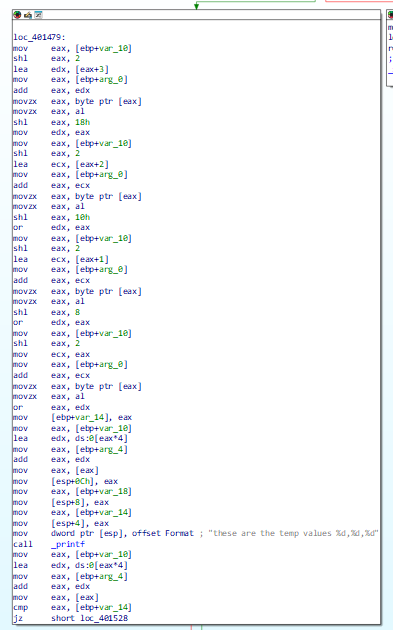 loc_401479:
mov eax, [ebp+var_10]
shl eax, 2
lea edx, [eax+3]
mov eax, [ebp+arg_0]
add eax, edx
movzx eax, byte ptr [eax]
movzx eax, al
shl eax, 18h
mov edx, eax
mov eax, [ebp+var_10]
shl eax, 2
lea ecx, [eax+2]
mov eax, [ebp+arg_0]
add eax, ecx
movzx eax, byte ptr [eax]
movzx eax, al
shl eax, 10h
or edx, eax
mov eax, [ebp+var_10]
shl eax, 2
lea ecx, [eax+1]
mov eax, [ebp+arg_0]
add eax, ecx
movzx eax, byte ptr [eax]
movzx eax, al
shl eax, 8
or edx, eax
mov eax, [ebp+var_10]
shl eax, 2
mov ecx, eax
mov eax, [ebp+arg_0]
add eax, ecx
movzx eax, byte ptr [eax]
movzx eax, al
or eax, edx
mov [ebp+var_14], eax
mov eax, [ebp+var_10]
lea edx, ds:0[eax*4]
mov eax, [ebp+arg_4]
add eax, edx
mov eax, [eax]
mov [esp+0Ch], eax
mov eax, [ebp+var_18]
mov [esp+8], eax
mov eax, [ebp+var_14]
mov [esp+4], eax
mov dword ptr [esp], offset Format ; "these are the temp values %d,%d,%d"
call _printf
mov eax, [ebp+var_10]
lea edx, ds:0[eax*4]
mov eax, [ebp+arg_4]
add eax, edx
mov eax, [eax]
cmp eax, [ebp+var_14]
jz short loc_401528